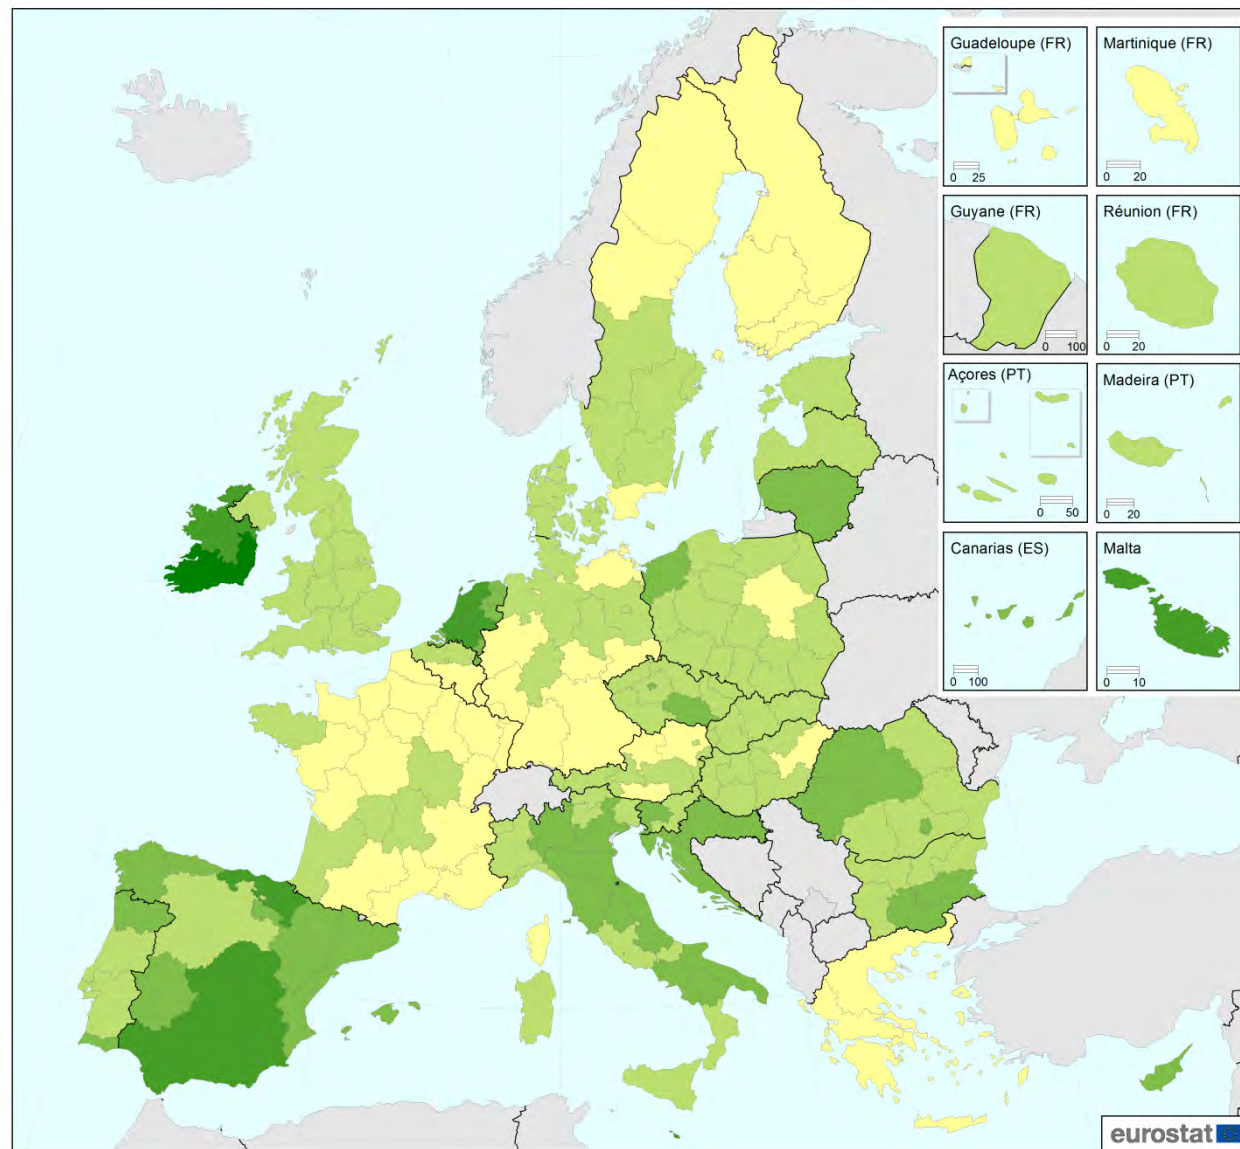 Guadeloupe (FR)
0 25
Martinique (FR)
0 20
Guyane (FR)
0 100
Réunion (FR)
0 20
Açores (PT)
0 50
Madeira (PT)
0 20
Canarias (ES)
0 100
Malta
0 10
eurostat